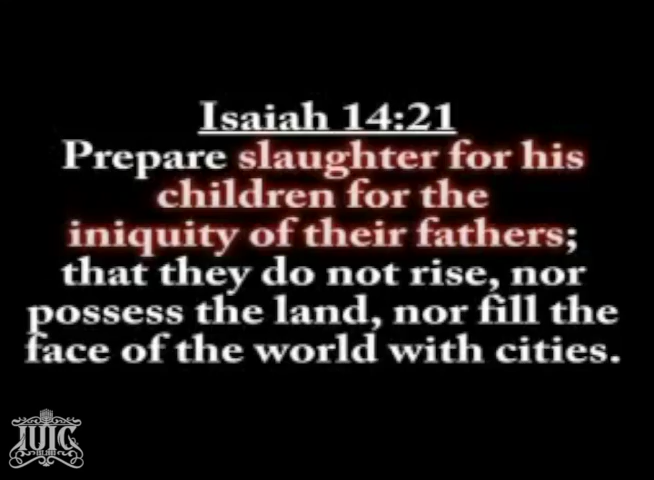 Isaiah 14:21
Prepare slaughter for his
children for the
iniquity of their fathers;
that they do not rise, nor
possess the land, nor fill the
face of the world with cities.
IUIC